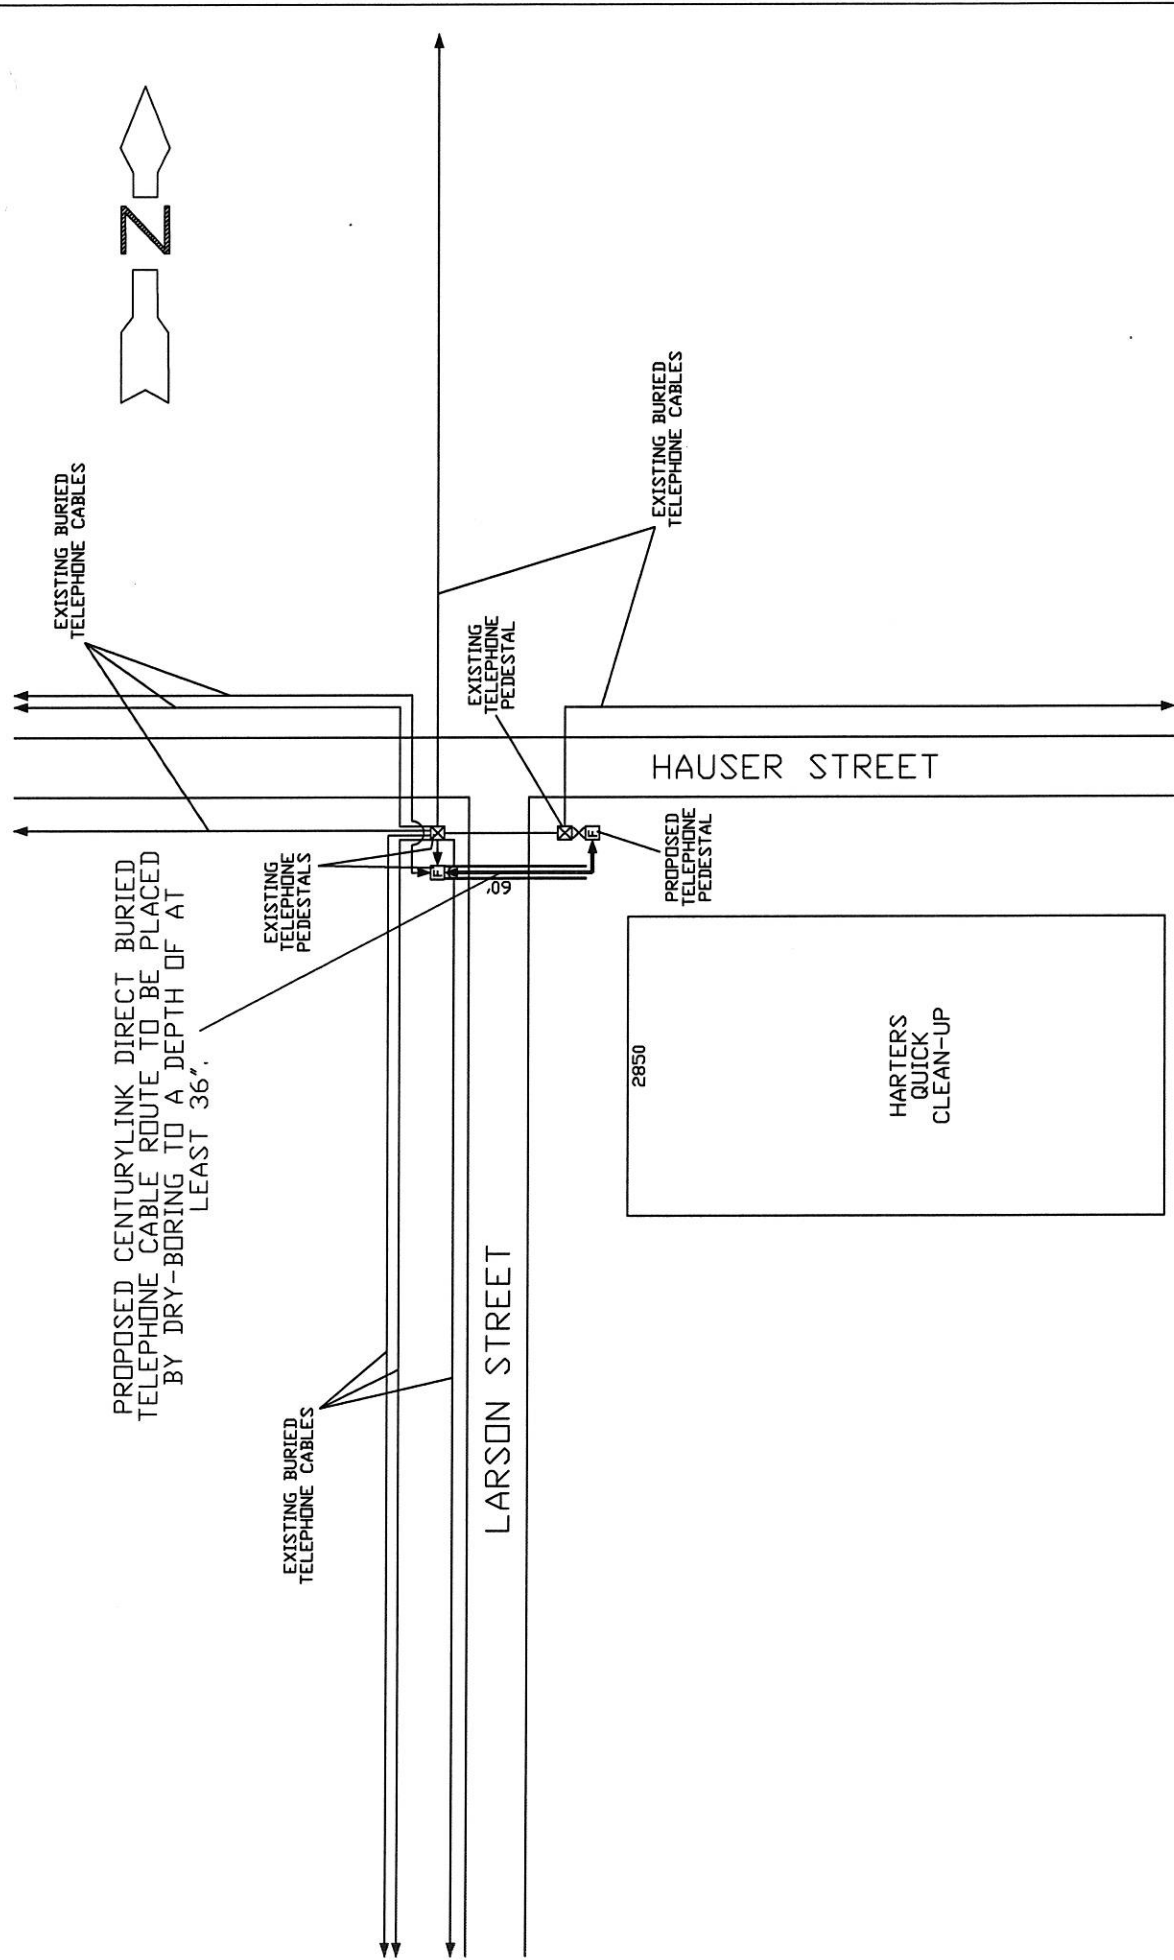 N
EXISTING BURIED
TELEPHONE CABLES
EXISTING BURIED
TELEPHONE CABLES
EXISTING
TELEPHONE
PEDESTAL
HAUSER STREET
PROPOSED
TELEPHONE
PEDESTAL
EXISTING
TELEPHONE
PEDESTALS
F
F
60'
PROPOSED CENTURYLINK DIRECT BURIED
TELEPHONE CABLE ROUTE TO BE PLACED
BY DRY-BORING TO A DEPTH OF AT
LEAST 36".
2850
HARTERS
QUICK
CLEAN-UP
LARSON STREET
EXISTING BURIED
TELEPHONE CABLES